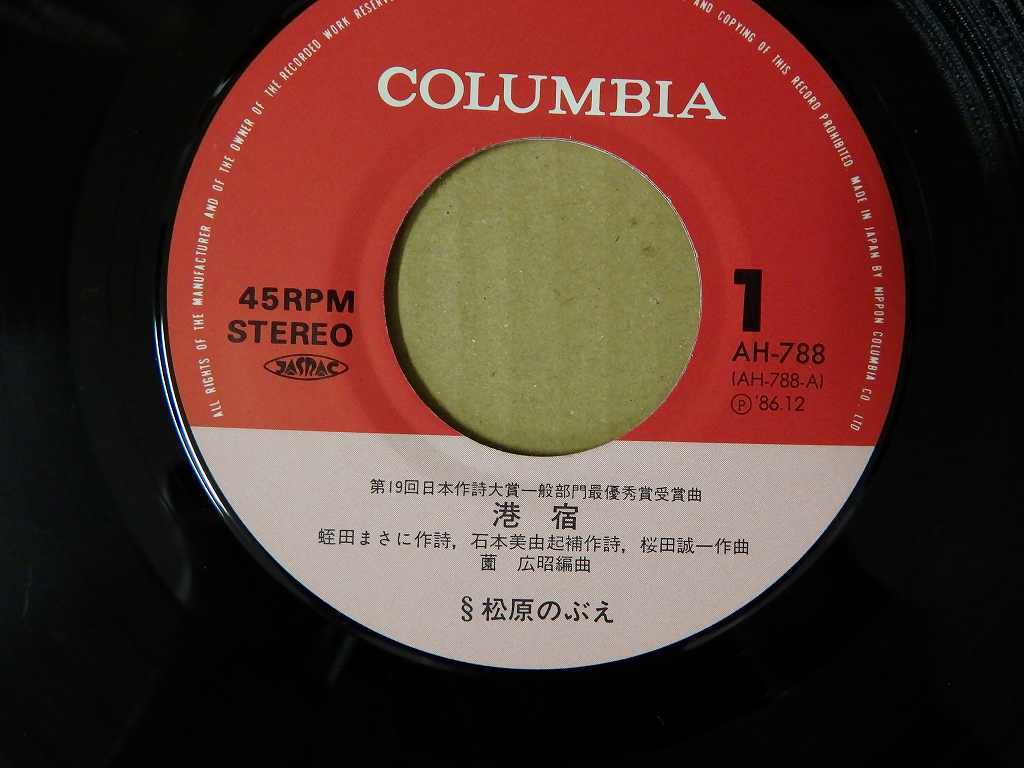 ALL RIGHTS OF THE MANUFACTURER AND OF THE OWNER OF THE RECORDED WORK RESERVED
AND COPYING OF THIS RECORD PROHIBITED. MADE IN JAPAN BY NIPPON COLUMBIA CO., LTD
COLUMBIA
45RPM
STEREO
JASRAC
1
AH-788
(AH-788-A)
Ⓟ '86.12
第19回日本作詩大賞一般部門最優秀賞受賞曲
港 宿
蛭田まさに作詩, 石本美由起補作詩, 桜田誠一作曲
薗 広昭編曲
§松原のぶえ